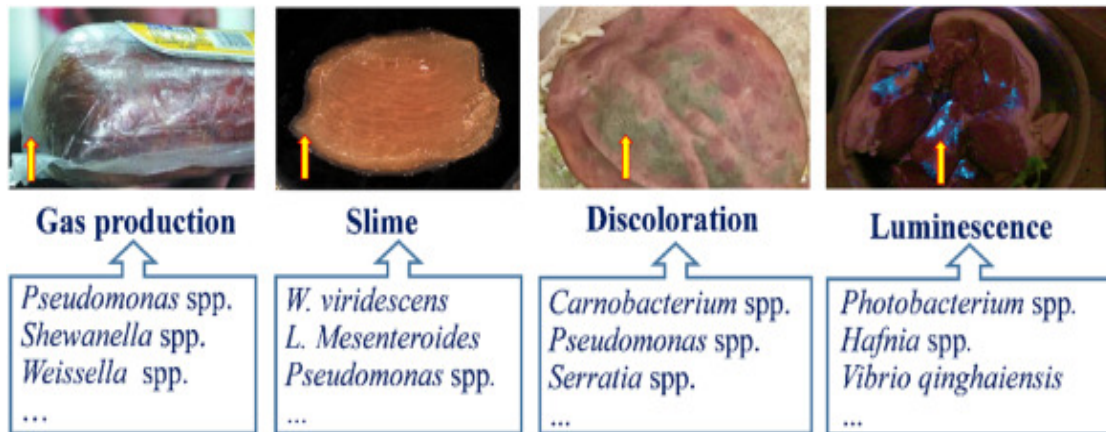 Gas production
Pseudomonas spp.
Shewanella spp.
Weissella spp.
...
Slime
W. viridescens
L. Mesenteroides
Pseudomonas spp.
...
Discoloration
Carnobacterium spp.
Pseudomonas spp.
Serratia spp.
...
Luminescence
Photobacterium spp.
Hafnia spp.
Vibrio qinghaiensis
...